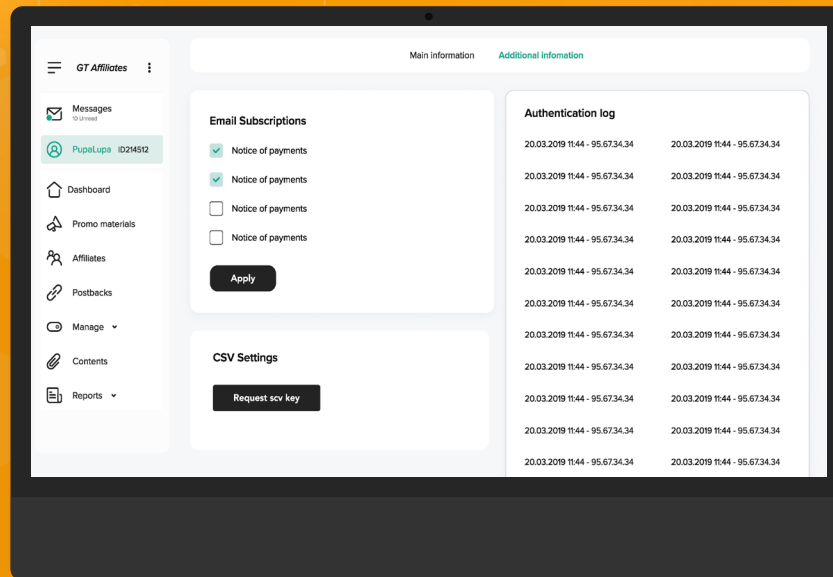 Main information Additional infomation
GT Affiliates
Messages
10 Unread
PupaLupa ID214512
Dashboard
Promo materials
Affiliates
Postbacks
Manage
Contents
Reports
Email Subscriptions
Notice of payments
Notice of payments
Notice of payments
Notice of payments
Apply
CSV Settings
Request scv key
Authentication log
20.03.2019 11:44 - 95.67.34.34 20.03.2019 11:44 - 95.67.34.34
20.03.2019 11:44 - 95.67.34.34 20.03.2019 11:44 - 95.67.34.34
20.03.2019 11:44 - 95.67.34.34 20.03.2019 11:44 - 95.67.34.34
20.03.2019 11:44 - 95.67.34.34 20.03.2019 11:44 - 95.67.34.34
20.03.2019 11:44 - 95.67.34.34 20.03.2019 11:44 - 95.67.34.34
20.03.2019 11:44 - 95.67.34.34 20.03.2019 11:44 - 95.67.34.34
20.03.2019 11:44 - 95.67.34.34 20.03.2019 11:44 - 95.67.34.34
20.03.2019 11:44 - 95.67.34.34 20.03.2019 11:44 - 95.67.34.34
20.03.2019 11:44 - 95.67.34.34 20.03.2019 11:44 - 95.67.34.34
20.03.2019 11:44 - 95.67.34.34 20.03.2019 11:44 - 95.67.34.34
20.03.2019 11:44 - 95.67.34.34 20.03.2019 11:44 - 95.67.34.34